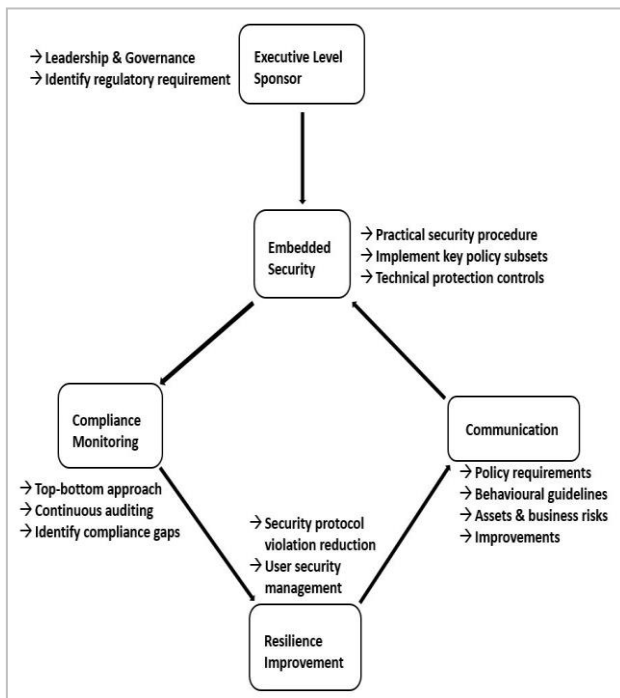 → Leadership & Governance
→ Identify regulatory requirement
Executive Level
Sponsor
Embedded
Security
→ Practical security procedure
→ Implement key policy subsets
→ Technical protection controls
Compliance
Monitoring
→ Top-bottom approach
→ Continuous auditing
→ Identify compliance gaps
Communication
→ Policy requirements
→ Behavioural guidelines
→ Assets & business risks
→ Improvements
→ Security protocol
violation reduction
→ User security
management
Resilience
Improvement